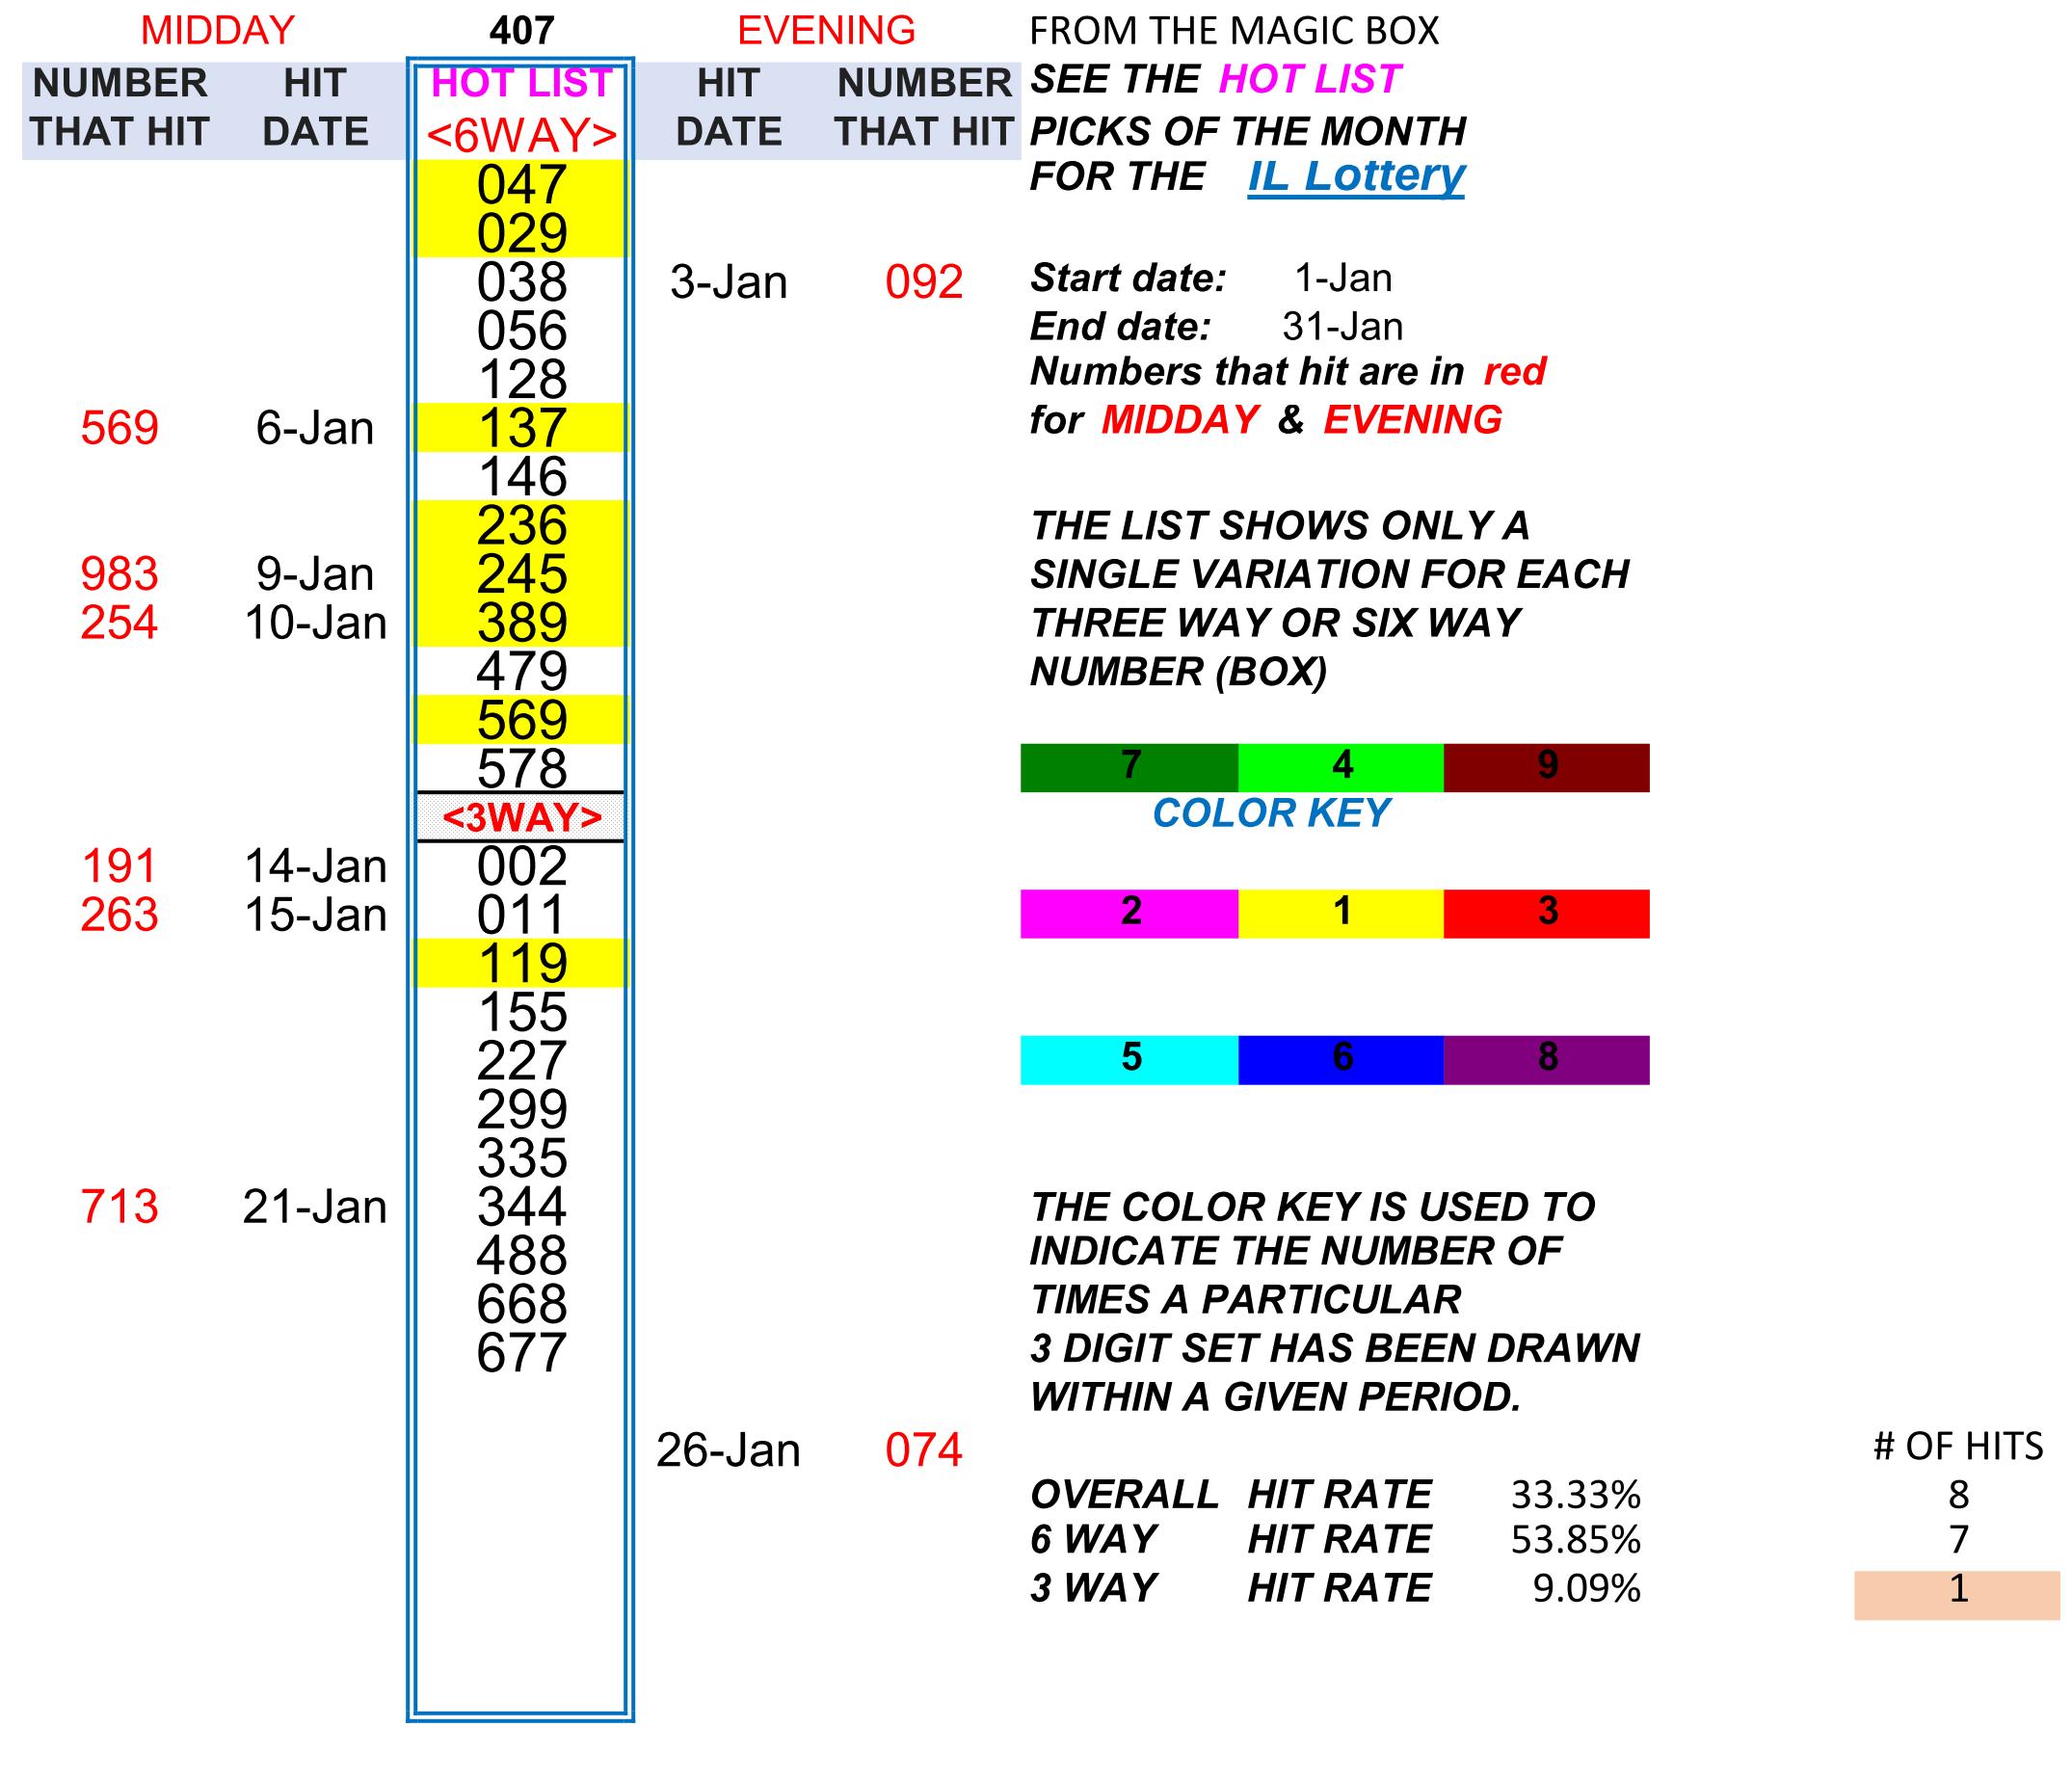 MIDDAY 407 EVENING FROM THE MAGIC BOX
NUMBER HIT HOT LIST HIT NUMBER SEE THE HOT LIST
THAT HIT DATE <6WAY> DATE THAT HIT PICKS OF THE MONTH
047 FOR THE IL Lottery
029
038 3-Jan 092 Start date: 1-Jan
056 End date: 31-Jan
128 Numbers that hit are in red
569 6-Jan 137 for MIDDAY & EVENING
146
236 THE LIST SHOWS ONLY A
983 9-Jan 245 SINGLE VARIATION FOR EACH
254 10-Jan 389 THREE WAY OR SIX WAY
479 NUMBER (BOX)
569
578 7 4 9
<3WAY> COLOR KEY
191 14-Jan 002
263 15-Jan 011 2 1 3
119
155
227 5 6 8
299
335
713 21-Jan 344 THE COLOR KEY IS USED TO
488 INDICATE THE NUMBER OF
668 TIMES A PARTICULAR
677 3 DIGIT SET HAS BEEN DRAWN
WITHIN A GIVEN PERIOD.
26-Jan 074 # OF HITS
OVERALL HIT RATE 33.33% 8
6 WAY HIT RATE 53.85% 7
3 WAY HIT RATE 9.09% 1